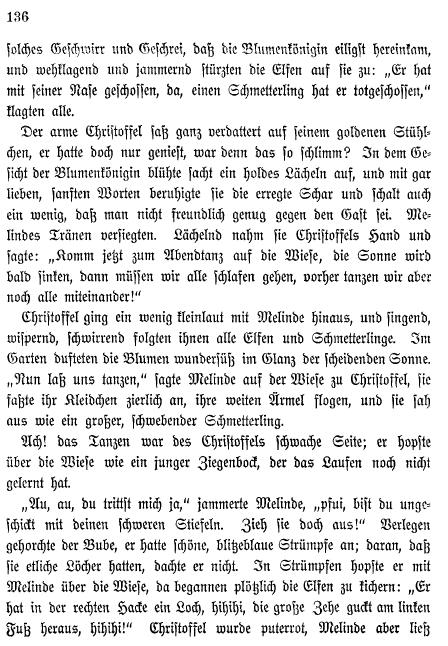 136
solches Geschwirr und Geschrei, daß die Blumenkönigin eiligst hereinkam,
und wehklagend und jammernd stürzten die Elfen auf sie zu: „Er hat
mit seiner Nase geschossen, da, einen Schmetterling hat er totgeschossen,“
klagten alle.
Der arme Christoffel saß ganz verdattert auf seinem goldenen Stühl-
chen, er hatte doch nur geniest, war denn das so schlimm? In dem Ge-
sicht der Blumenkönigin blühte sacht ein holdes Lächeln auf, und mit gar
lieben, sanften Worten beruhigte sie die erregte Schar und schalt auch
ein wenig, daß man nicht freundlich genug gegen den Gast sei. Me-
lindes Tränen versiegten. Lächelnd nahm sie Christoffels Hand und
sagte: „Komm jetzt zum Abendtanz auf die Wiese, die Sonne wird
bald sinken, dann müssen wir alle schlafen gehen, vorher tanzen wir aber
noch alle miteinander!“
Christoffel ging ein wenig kleinlaut mit Melinde hinaus, und singend,
wispernd, schwirrend folgten ihnen alle Elfen und Schmetterlinge. Im
Garten dufteten die Blumen wundersüß im Glanz der scheidenden Sonne.
„Nun laß uns tanzen,“ sagte Melinde auf der Wiese zu Christoffel, sie
faßte ihr Kleidchen zierlich an, ihre weiten Ärmel flogen, und sie sah
aus wie ein großer, schwebender Schmetterling.
Ach! das Tanzen war des Christoffels schwache Seite; er hopste
über die Wiese wie ein junger Ziegenbock, der das Laufen noch nicht
gelernt hat.
„Au, au, du trittst mich ja,“ jammerte Melinde, „pfui, bist du unge-
schickt mit deinen schweren Stiefeln. Zieh sie doch aus!“ Verlegen
gehorchte der Bube, er hatte schöne, blitzeblaue Strümpfe an; daran, daß
sie etliche Löcher hatten, dachte er nicht. In Strümpfen hopste er mit
Melinde über die Wiese, da begannen plötzlich die Elfen zu kichern: „Er
hat in der rechten Hacke ein Loch, hihihi, die große Zehe guckt am linken
Fuß heraus, hihihi!“ Christoffel wurde puterrot, Melinde aber ließ